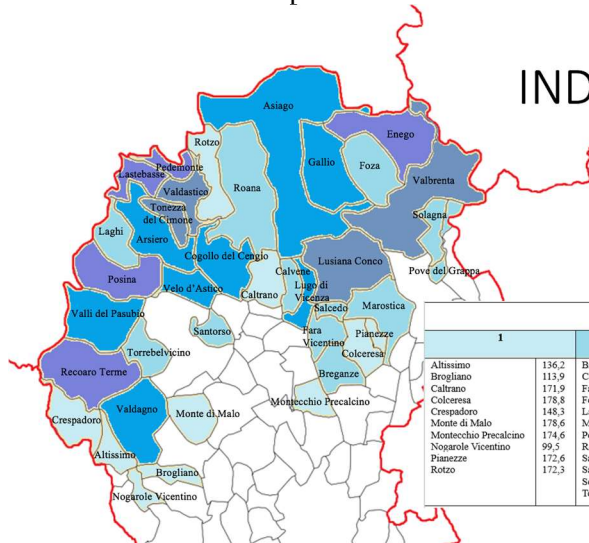 IND
Asiago
Enego
Rotzo
Gallio
Foza
Pedemonte
Lastebasse
Valbrenta
Valdastico
Roana
Tonezza
del Cimone
Solagna
Laghi
Arsiero
Cogollo del Cengio
Lusiana Conco
Calvene
Pove del Grappa
Posina
Velo d'Astico
Lugo di
Vicenza
Caltrano
Salcedo
Marostica
Valli del Pasubio
Santorso
Fara
Vicentino
Pianezze
Torrebelvicino
Colceresa
Recoaro Terme
Breganze
Montecchio Precalcino
Valdagno
Monte di Malo
Crespadoro
Altissimo
Brogliano
Nogarole Vicentino
1
Altissimo 136,2
Brogliano 113,9
Caltrano 171,9
Colceresa 178,8
Crespadoro 148,3
Monte di Malo 178,6
Montecchio Precalcino 174,6
Nogarole Vicentino 99,5
Pianezze 172,6
Rotzo 172,3